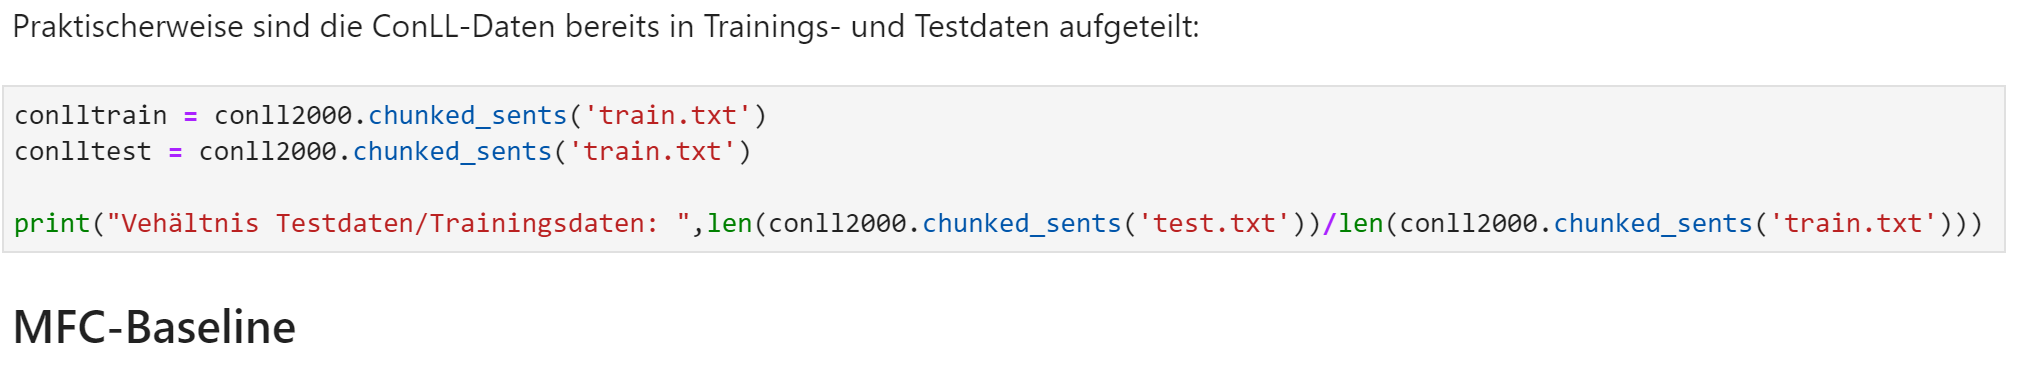 Praktischerweise sind die ConLL-Daten bereits in Trainings- und Testdaten aufgeteilt:
conlltrain = conll2000.chunked_sents('train.txt')
conlltest = conll2000.chunked_sents('train.txt')
print("Vehältnis Testdaten/Trainingsdaten: ",len(conll2000.chunked_sents('test.txt'))/len(conll2000.chunked_sents('train.txt')))
MFC-Baseline